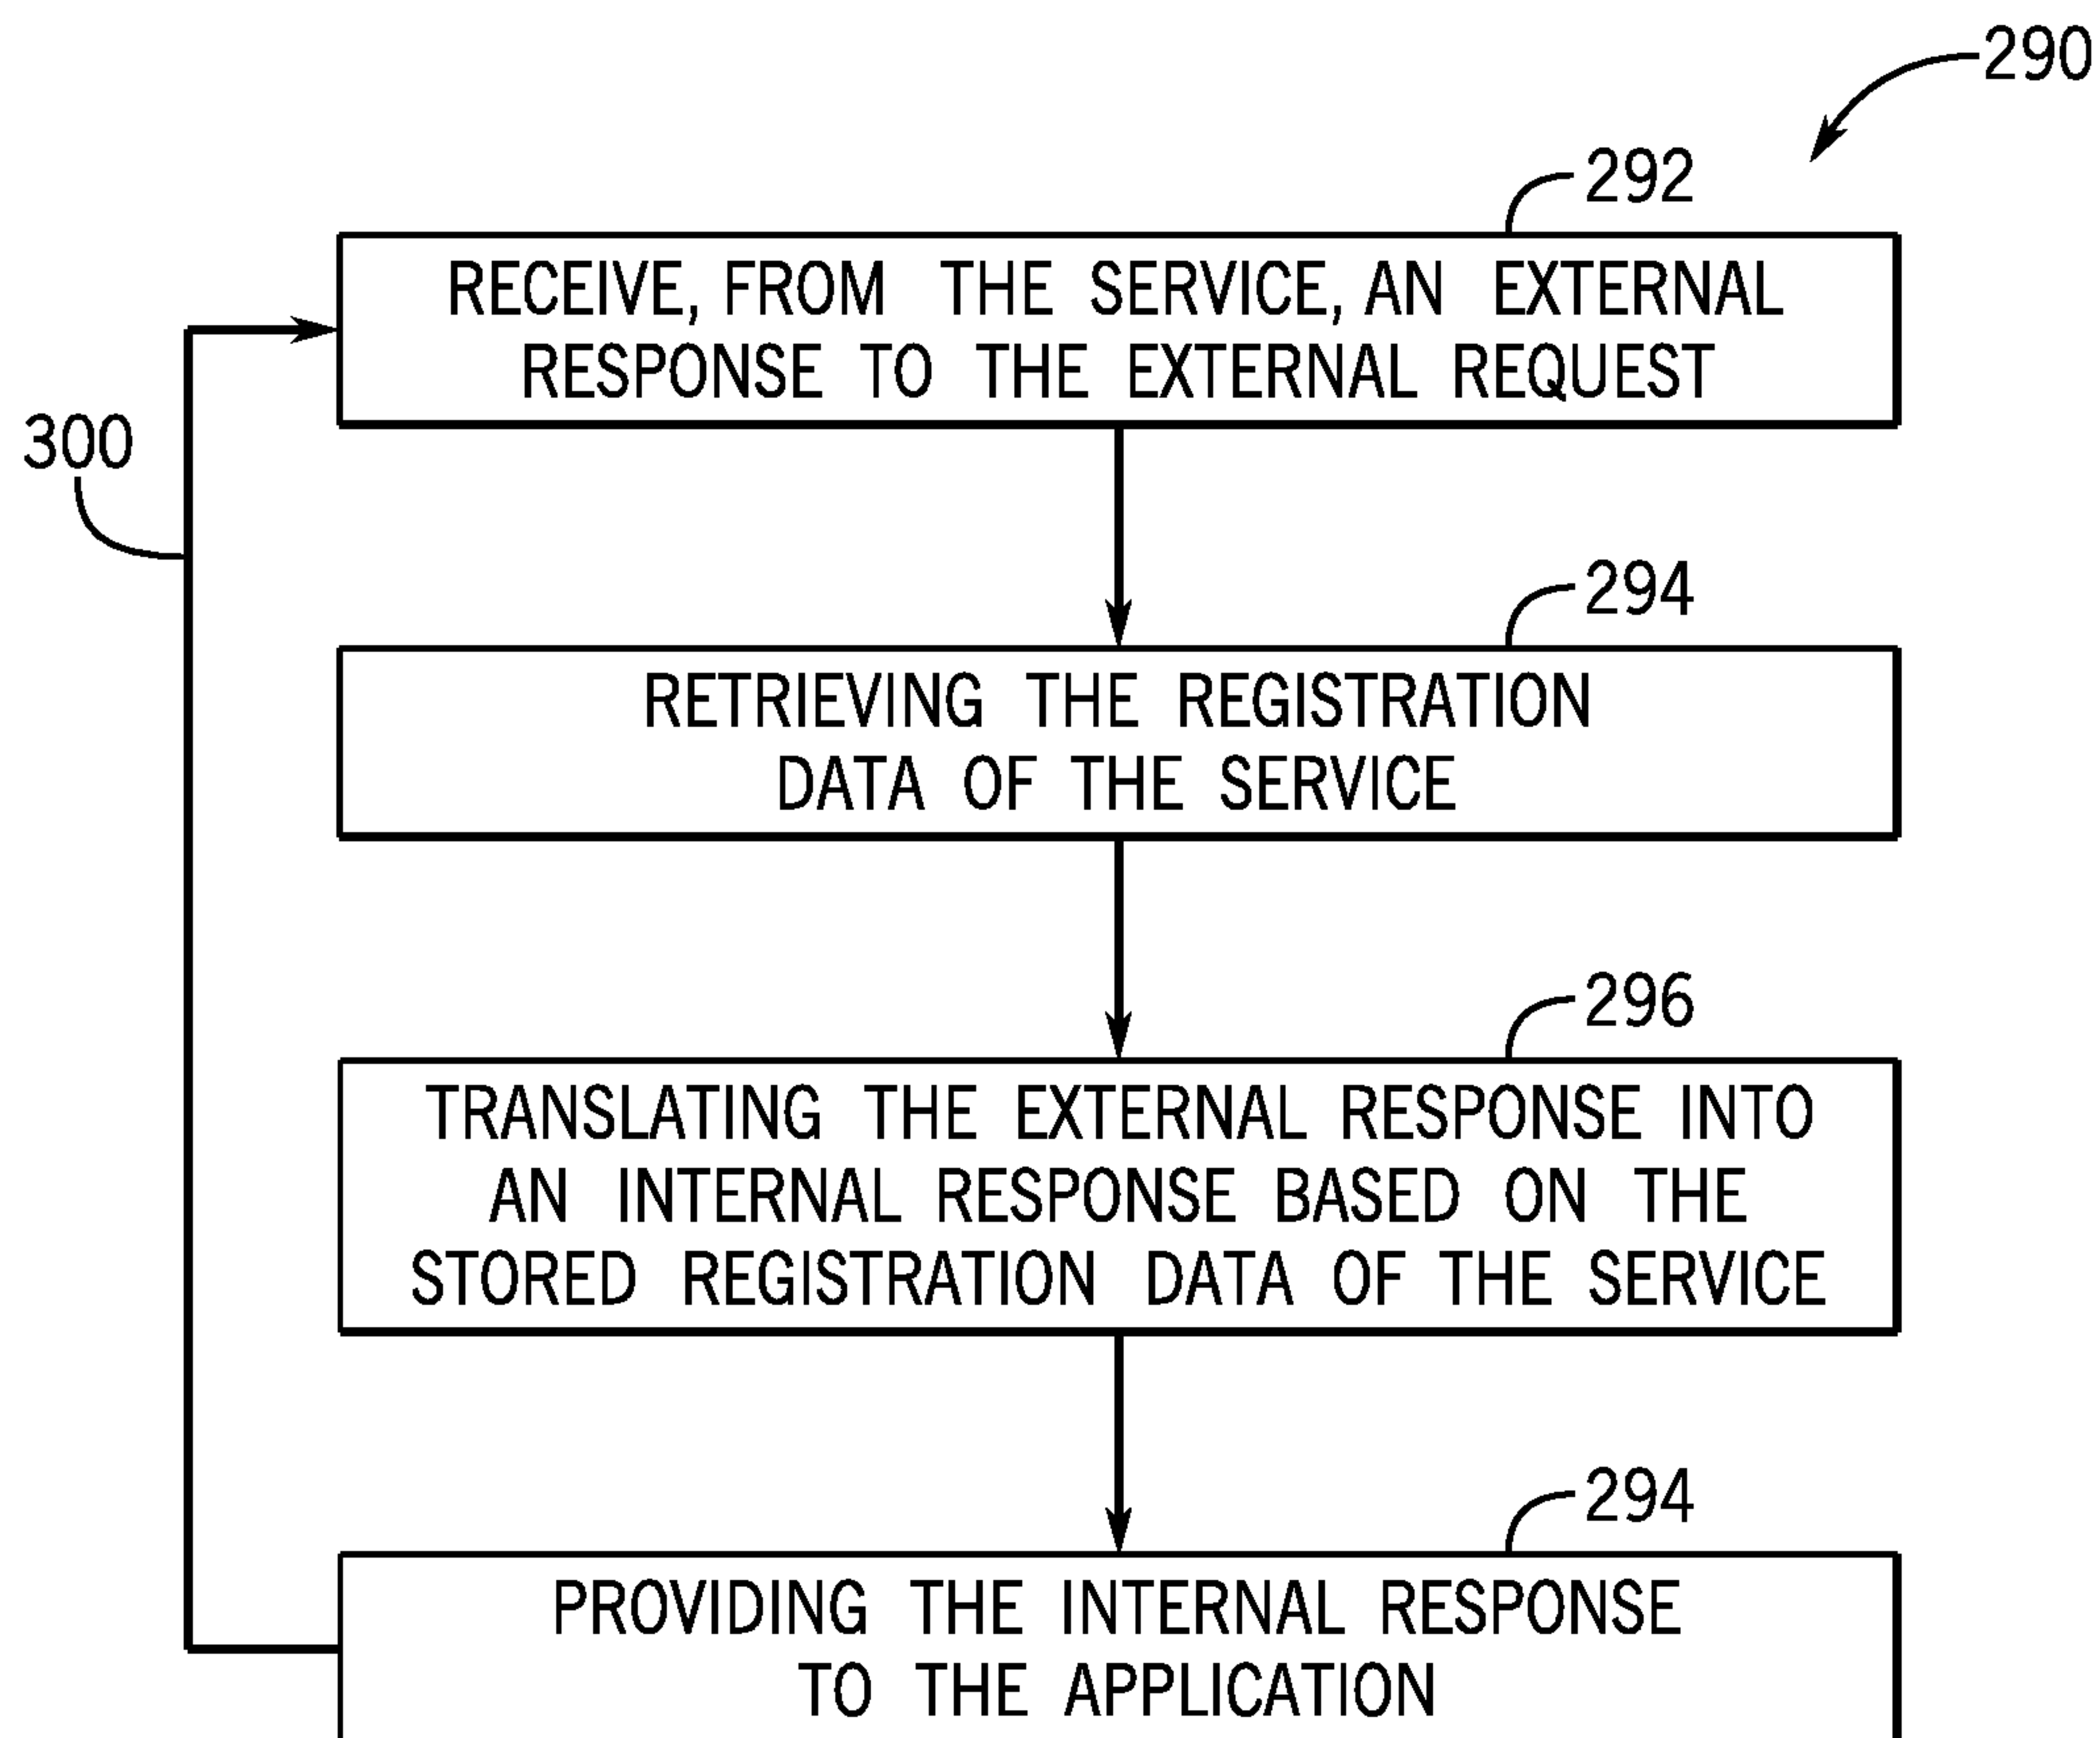 290
292
RECEIVE, FROM THE SERVICE, AN EXTERNAL
RESPONSE TO THE EXTERNAL REQUEST
300
294
RETRIEVING THE REGISTRATION
DATA OF THE SERVICE
296
TRANSLATING THE EXTERNAL RESPONSE INTO
AN INTERNAL RESPONSE BASED ON THE
STORED REGISTRATION DATA OF THE SERVICE
294
PROVIDING THE INTERNAL RESPONSE
TO THE APPLICATION